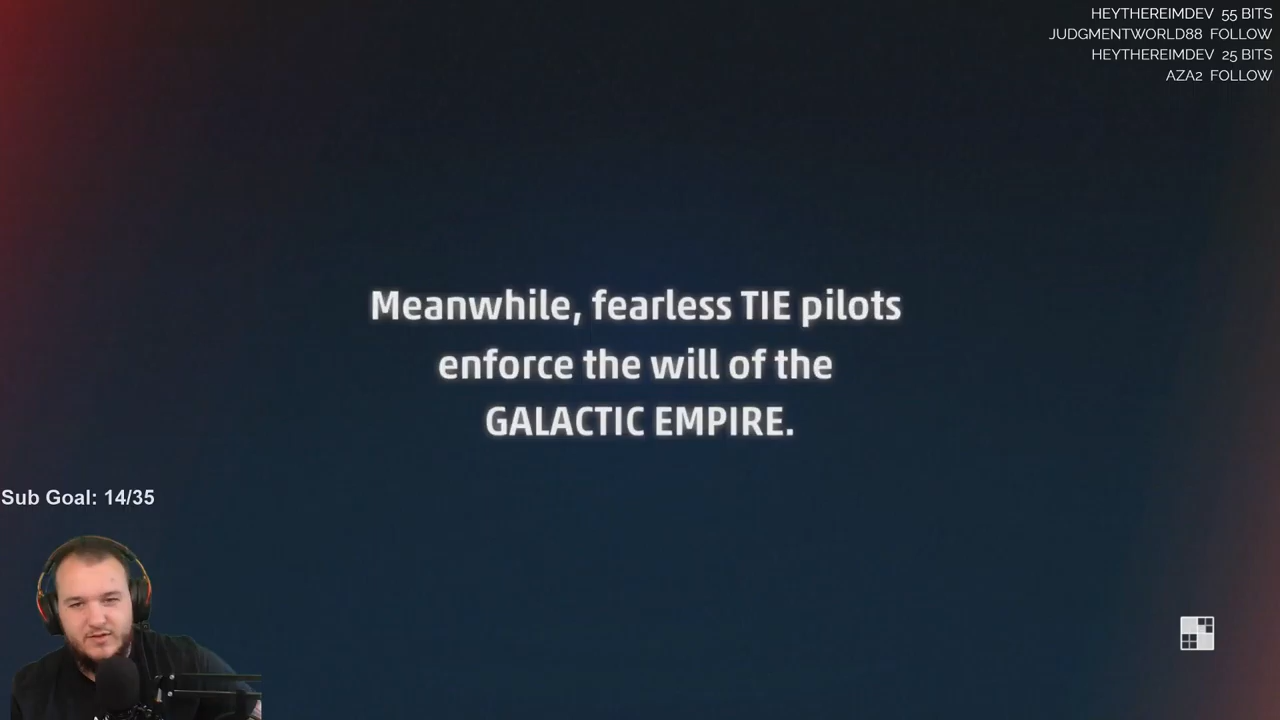 HEYTHEREIMDEV 55 BITS
JUDGMENTWORLD88 FOLLOW
HEYTHEREIMDEV 25 BITS
AZA2 FOLLOW
Meanwhile, fearless TIE pilots
enforce the will of the
GALACTIC EMPIRE.
Sub Goal: 14/35